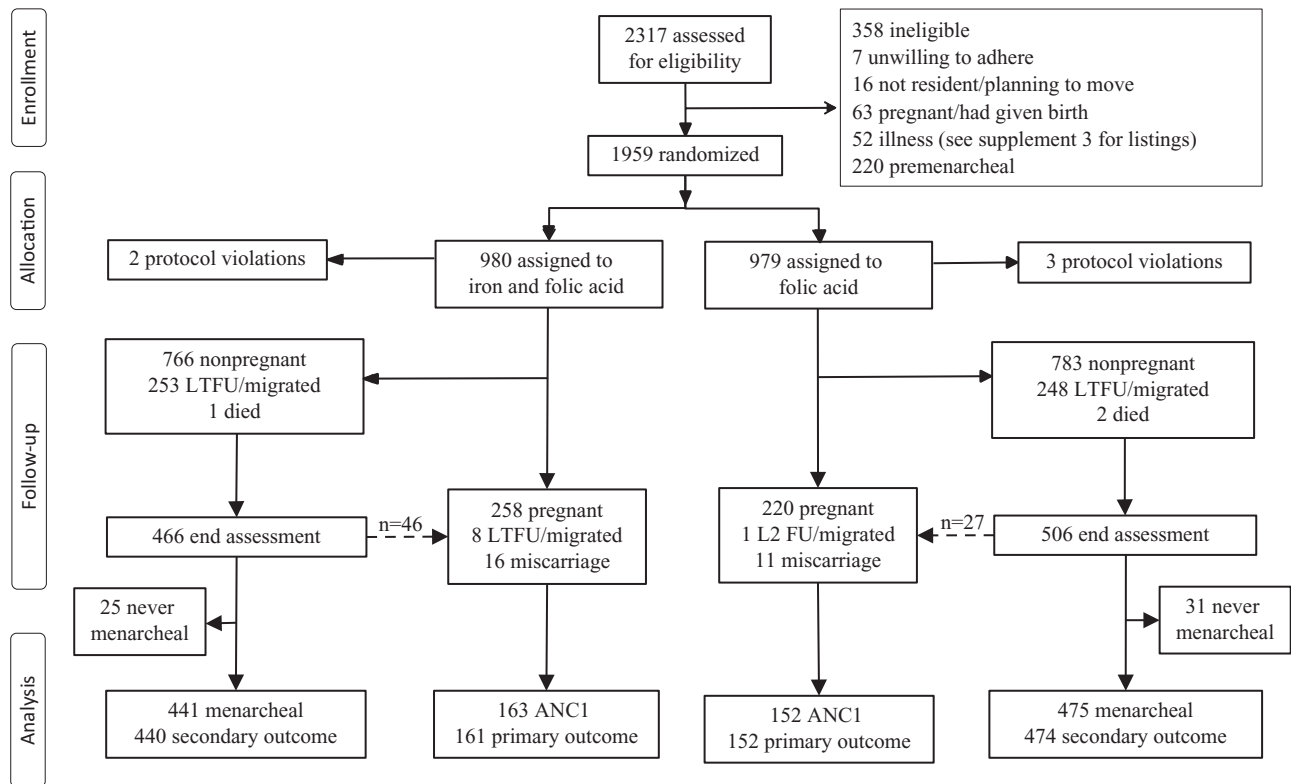 Enrollment
2317 assessed
for eligibility
358 ineligible
7 unwilling to adhere
16 not resident/planning to move
63 pregnant/had given birth
52 illness (see supplement 3 for listings)
220 premenarcheal
1959 randomized
Allocation
2 protocol violations
980 assigned to
iron and folic acid
979 assigned to
folic acid
3 protocol violations
Follow-up
766 nonpregnant
253 LTFU/migrated
1 died
783 nonpregnant
248 LTFU/migrated
2 died
466 end assessment
n=46
258 pregnant
8 LTFU/migrated
16 miscarriage
220 pregnant
1 L2 FU/migrated
11 miscarriage
n=27
506 end assessment
25 never
menarcheal
31 never
menarcheal
Analysis
441 menarcheal
440 secondary outcome
163 ANC1
161 primary outcome
152 ANC1
152 primary outcome
475 menarcheal
474 secondary outcome